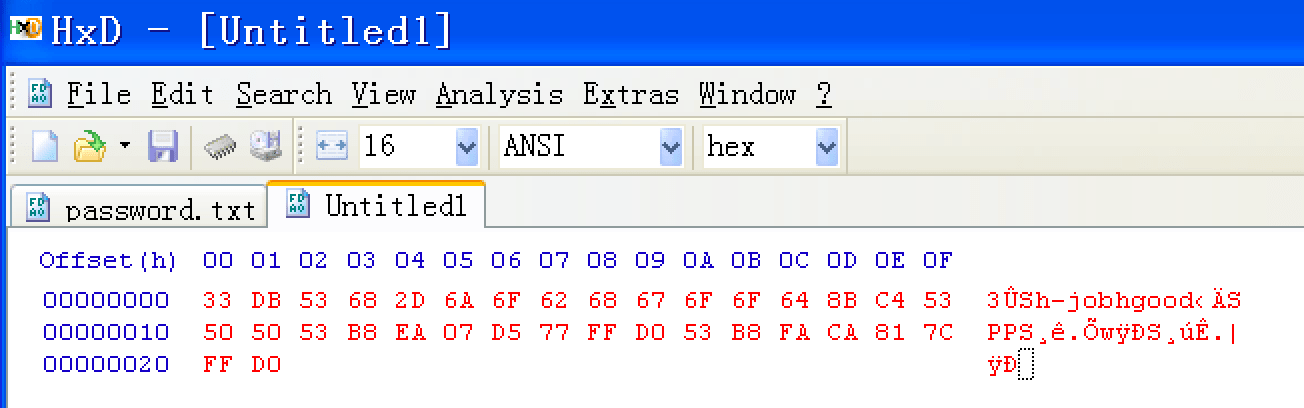 HxD - [Untitled1]
File Edit Search View Analysis Extras Window ?
16 ANSI hex
password.txt Untitled1
Offset(h) 00 01 02 03 04 05 06 07 08 09 0A 0B 0C 0D 0E 0F
00000000 33 DB 53 68 2D 6A 6F 62 68 67 6F 6F 64 8B C4 53 3ÛSh-jobhgood‹ÄS
00000010 50 50 53 B8 EA 07 D5 77 FF D0 53 B8 FA CA 81 7C PPS¸ê.ÕwÿÐS¸úÊ.|
00000020 FF D0 ÿÐ